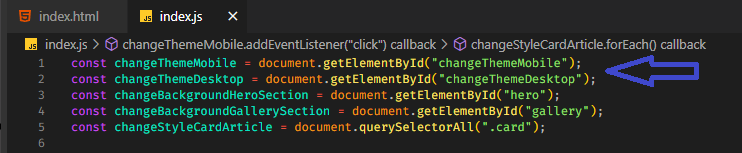 index.html
JS index.js
JS index.js > changeThemeMobile.addEventListener("click") callback > changeStyleCardArticle.forEach() callback
1 const changeThemeMobile = document.getElementById("changeThemeMobile");
2 const changeThemeDesktop = document.getElementById("changeThemeDesktop");
3 const changeBackgroundHeroSection = document.getElementById("hero");
4 const changeBackgroundGallerySection = document.getElementById("gallery");
5 const changeStyleCardArticle = document.querySelectorAll(".card");
6